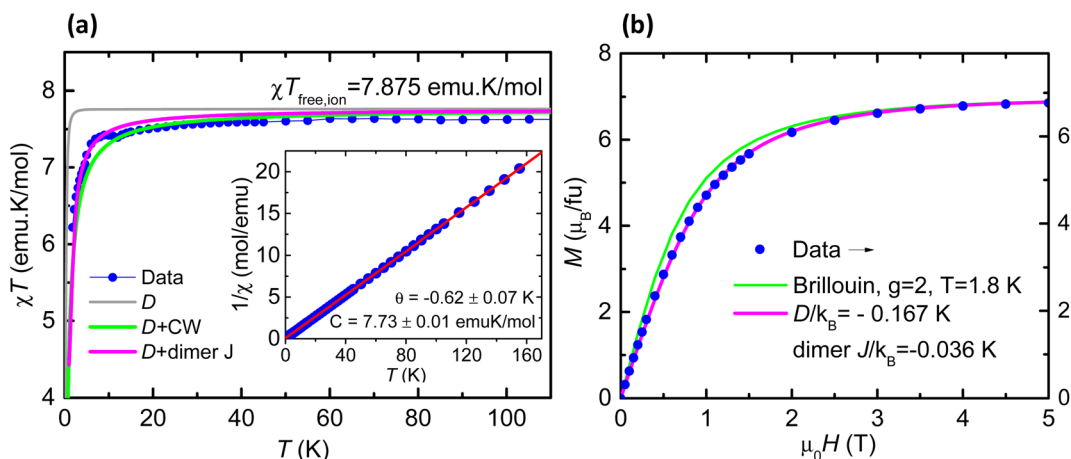 (a)
χT_free,ion=7.875 emu.K/mol
8
7
6
5
4
χT (emu.K/mol)
0
20
40
60
80
100
T (K)
Data
D
D+CW
D+dimer J
25
20
15
10
5
0
1/χ (mol/emu)
0
40
80
120
160
T (K)
θ = -0.62 ± 0.07 K
C = 7.73 ± 0.01 emuK/mol
(b)
8
6
4
2
0
M (μ_B/fu)
0
1
2
3
4
5
μ₀H (T)
Data →
Brillouin, g=2, T=1.8 K
D/k_B= - 0.167 K
dimer J/k_B=-0.036 K
6
4
2
0